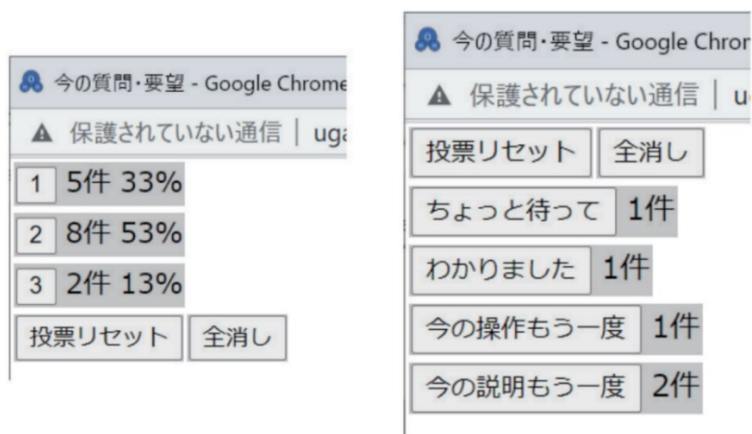 今の質問・要望 - Google Chrome
保護されていない通信 |
1 5件 33%
2 8件 53%
3 2件 13%
投票リセット 全消し
今の質問・要望 - Google Chror
保護されていない通信 | u
投票リセット 全消し
ちょっと待って 1件
わかりました 1件
今の操作もう一度 1件
今の説明もう一度 2件